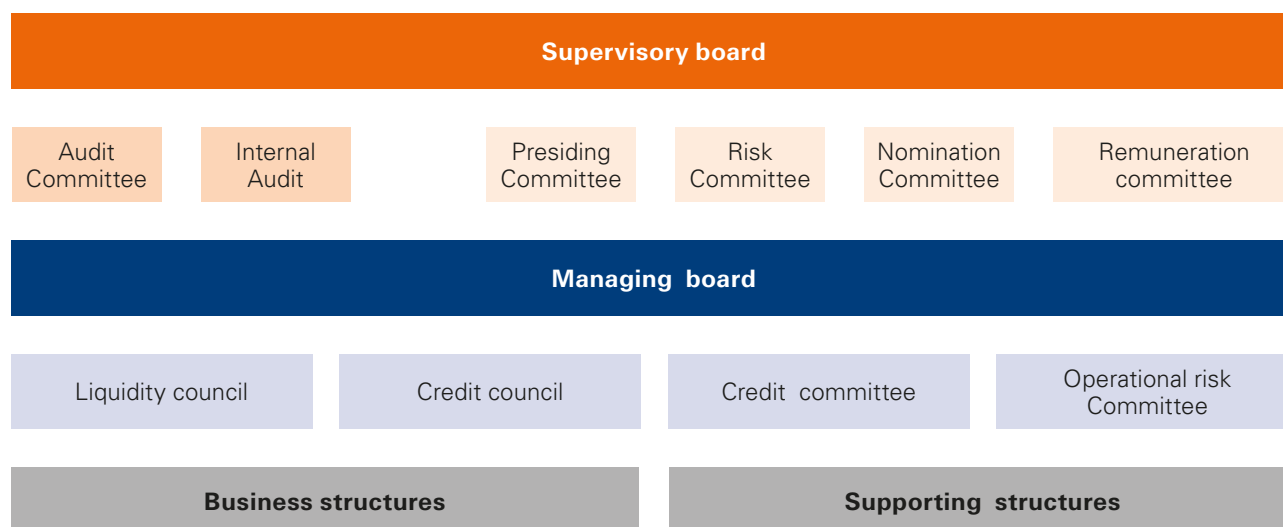 Supervisory board
Audit
Committee
Internal
Audit
Presiding
Committee
Risk
Committee
Nomination
Committee
Remuneration
committee
Managing board
Liquidity council
Credit council
Credit committee
Operational risk
Committee
Business structures
Supporting structures